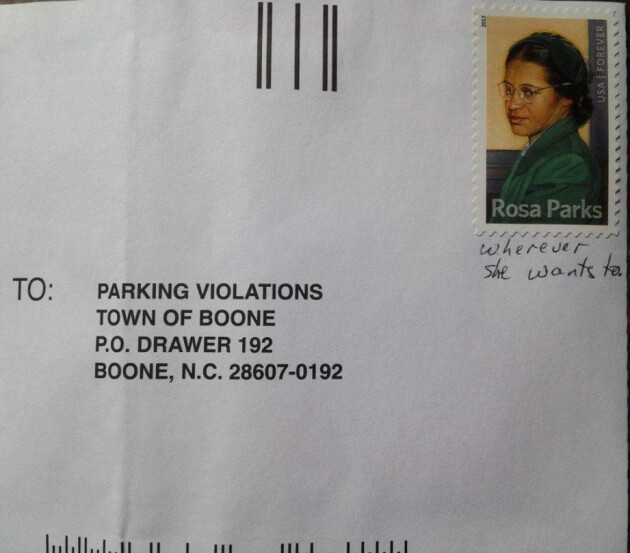 2013
USA | FOREVER
Rosa Parks
wherever
she wants to.
TO: PARKING VIOLATIONS
TOWN OF BOONE
P.O. DRAWER 192
BOONE, N.C. 28607-0192